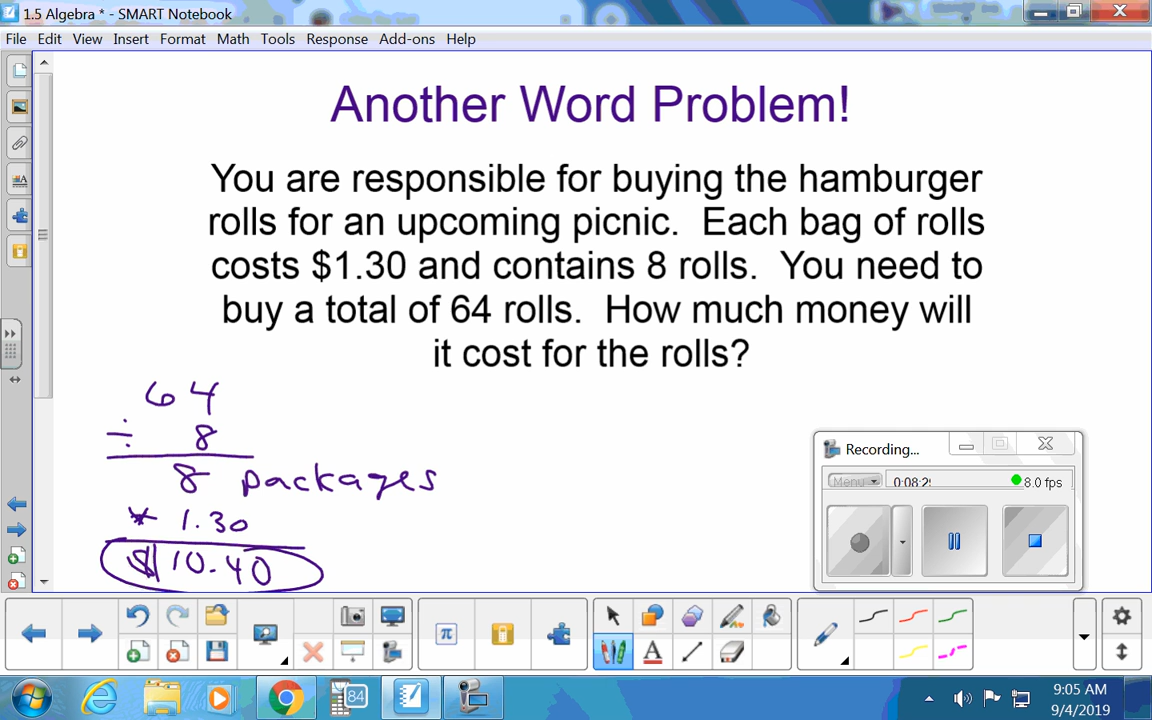 1.5 Algebra * - SMART Notebook
File Edit View Insert Format Math Tools Response Add-ons Help
Another Word Problem!
You are responsible for buying the hamburger
rolls for an upcoming picnic. Each bag of rolls
costs $1.30 and contains 8 rolls. You need to
buy a total of 64 rolls. How much money will
it cost for the rolls?
64
÷ 8
8 packages
* 1.30
$10.40
Recording...
Menu 0:08:29 8.0 fps
π
A
84
9:05 AM
9/4/2019